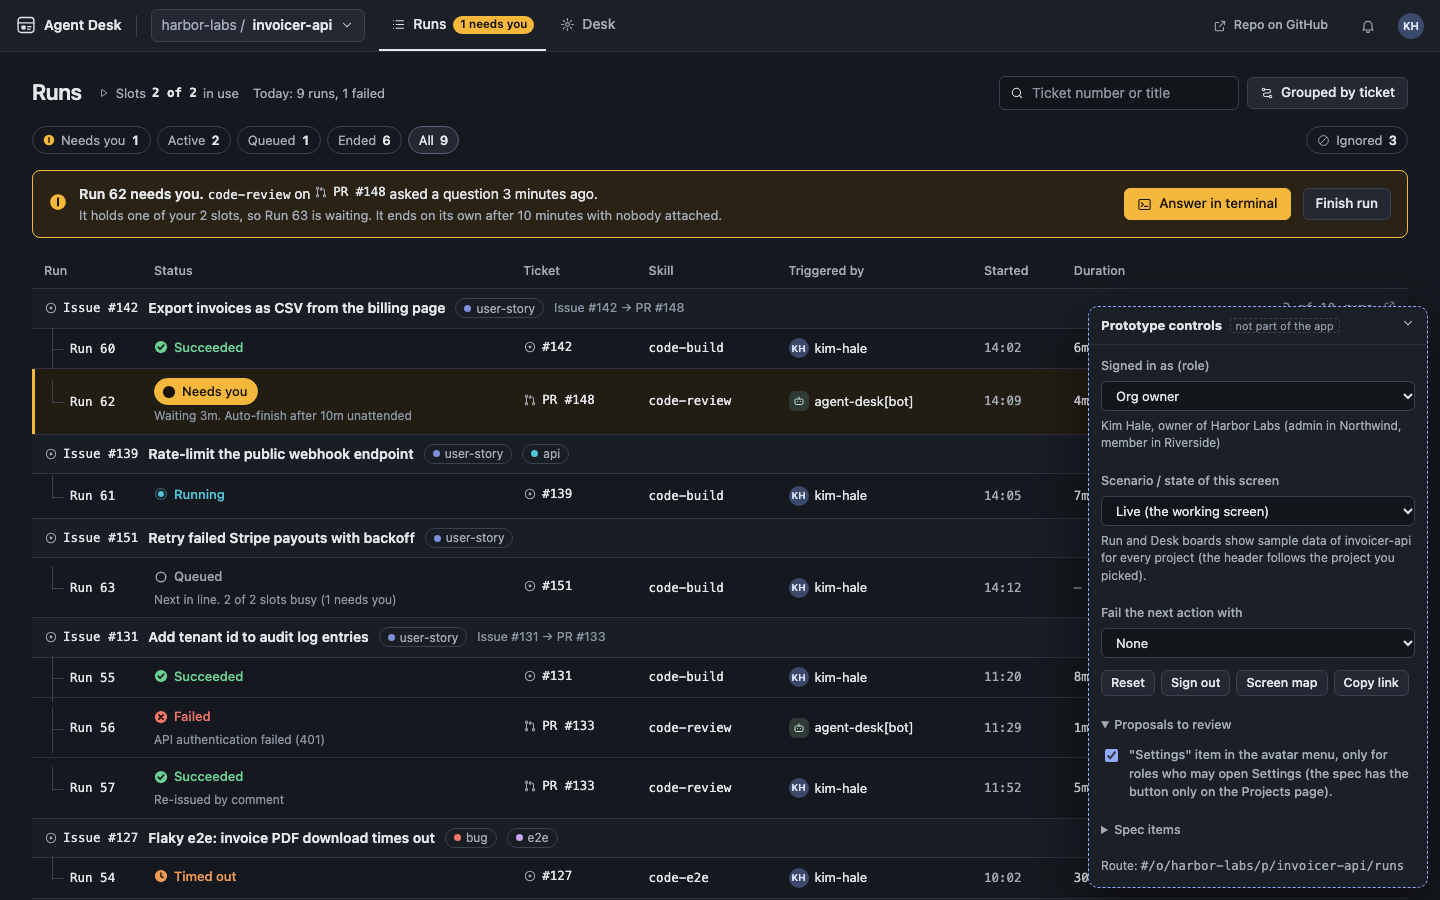 Agent Desk
harbor-labs / invoicer-api
Runs 1 needs you
Desk
Repo on GitHub
KH
Runs
Slots 2 of 2 in use Today: 9 runs, 1 failed
Ticket number or title
Grouped by ticket
Needs you 1
Active 2
Queued 1
Ended 6
All 9
Ignored 3
Run 62 needs you. code-review on PR #148 asked a question 3 minutes ago.
It holds one of your 2 slots, so Run 63 is waiting. It ends on its own after 10 minutes with nobody attached.
Answer in terminal
Finish run
Run Status Ticket Skill Triggered by Started Duration
Issue #142 Export invoices as CSV from the billing page user-story Issue #142 → PR #148
Run 60 Succeeded #142 code-build KH kim-hale 14:02
Run 62 Needs you PR #148 code-review agent-desk[bot] 14:09
Waiting 3m. Auto-finish after 10m unattended
Issue #139 Rate-limit the public webhook endpoint user-story api
Run 61 Running #139 code-build KH kim-hale 14:05
Issue #151 Retry failed Stripe payouts with backoff user-story
Run 63 Queued #151 code-build KH kim-hale 14:12 –
Next in line. 2 of 2 slots busy (1 needs you)
Issue #131 Add tenant id to audit log entries user-story Issue #131 → PR #133
Run 55 Succeeded #131 code-build KH kim-hale 11:20
Run 56 Failed PR #133 code-review agent-desk[bot] 11:29
API authentication failed (401)
Run 57 Succeeded PR #133 code-review KH kim-hale 11:52
Re-issued by comment
Issue #127 Flaky e2e: invoice PDF download times out bug e2e
Run 54 Timed out #127 code-e2e KH kim-hale 10:02
Prototype controls not part of the app
Signed in as (role)
Org owner
Kim Hale, owner of Harbor Labs (admin in Northwind,
member in Riverside)
Scenario / state of this screen
Live (the working screen)
Run and Desk boards show sample data of invoicer-api
for every project (the header follows the project you
picked).
Fail the next action with
None
Reset
Sign out
Screen map
Copy link
Proposals to review
"Settings" item in the avatar menu, only for
roles who may open Settings (the spec has the
button only on the Projects page).
Spec items
Route: #/o/harbor-labs/p/invoicer-api/runs